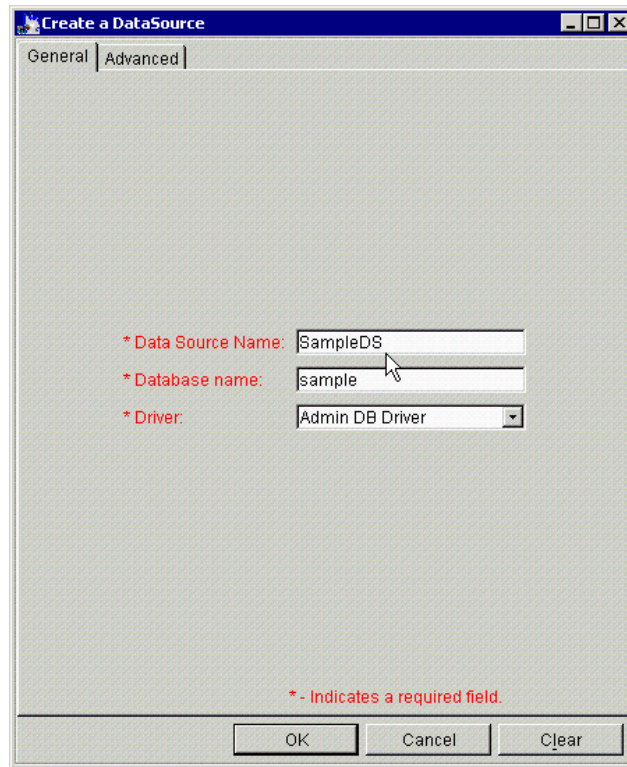 Create a DataSource
General Advanced
* Data Source Name: SampleDS
* Database name: sample
* Driver: Admin DB Driver
* - Indicates a required field.
OK Cancel Clear